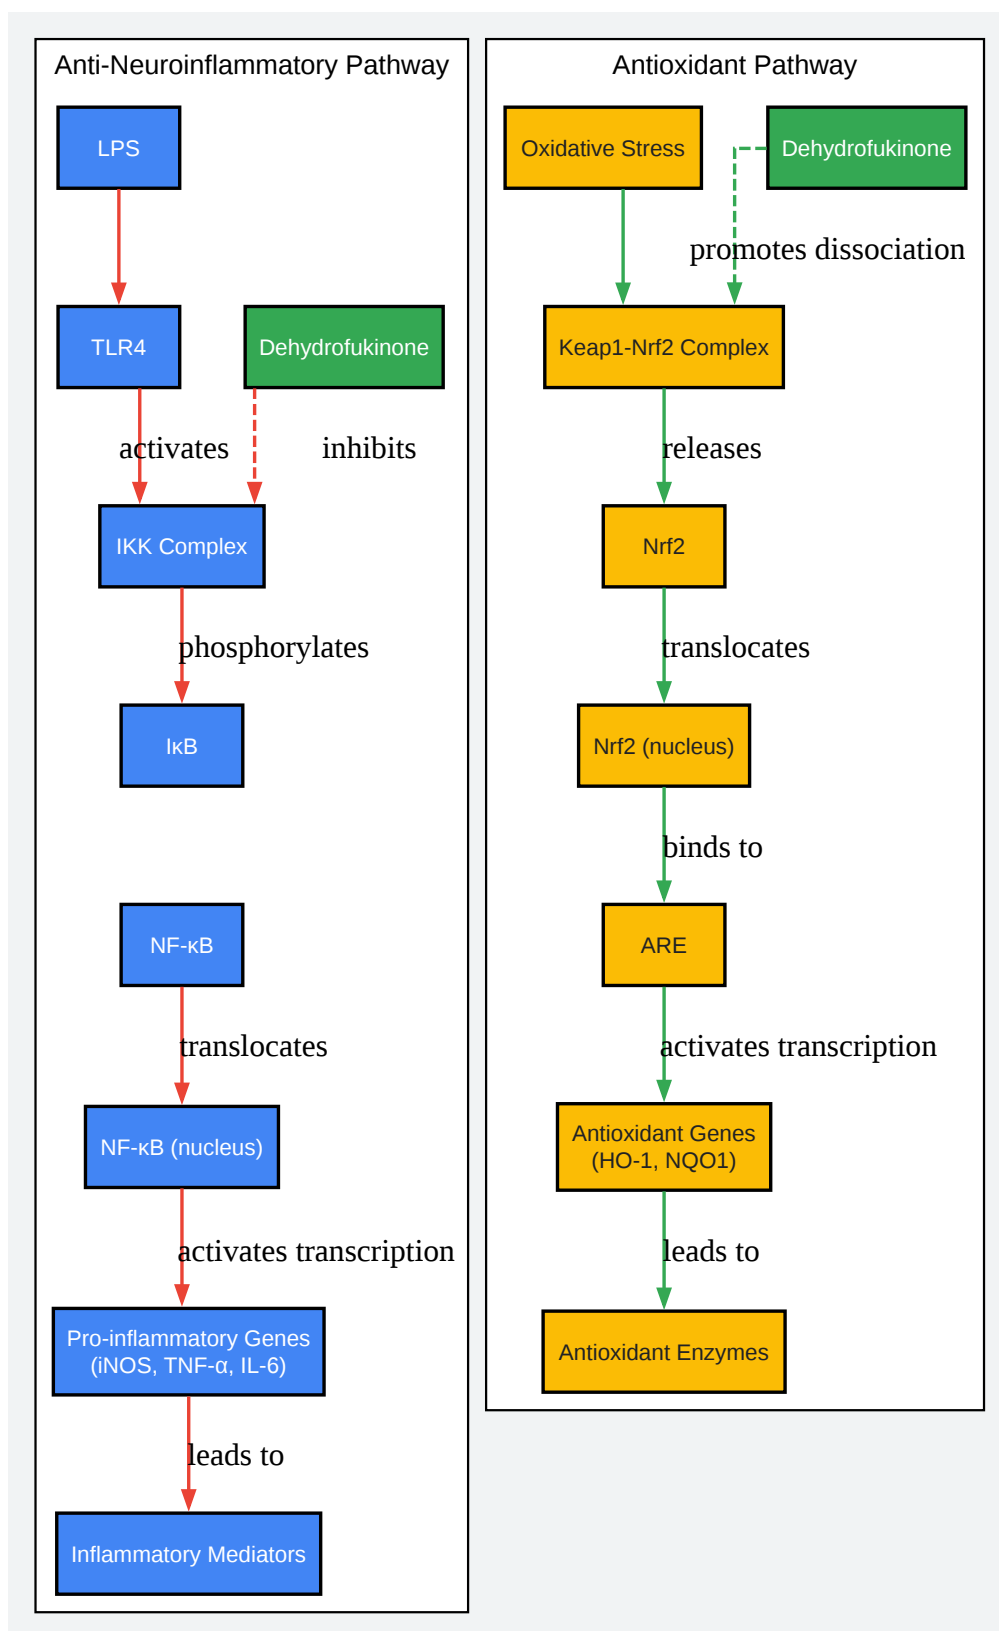 Anti-Neuroinflammatory Pathway
LPS
TLR4
Dehydrofukinone
activates
inhibits
IKK Complex
phosphorylates
IκB
NF-κB
translocates
NF-κB (nucleus)
activates transcription
Pro-inflammatory Genes
(iNOS, TNF-α, IL-6)
leads to
Inflammatory Mediators
Antioxidant Pathway
Oxidative Stress
Dehydrofukinone
promotes dissociation
Keap1-Nrf2 Complex
releases
Nrf2
translocates
Nrf2 (nucleus)
binds to
ARE
activates transcription
Antioxidant Genes
(HO-1, NQO1)
leads to
Antioxidant Enzymes